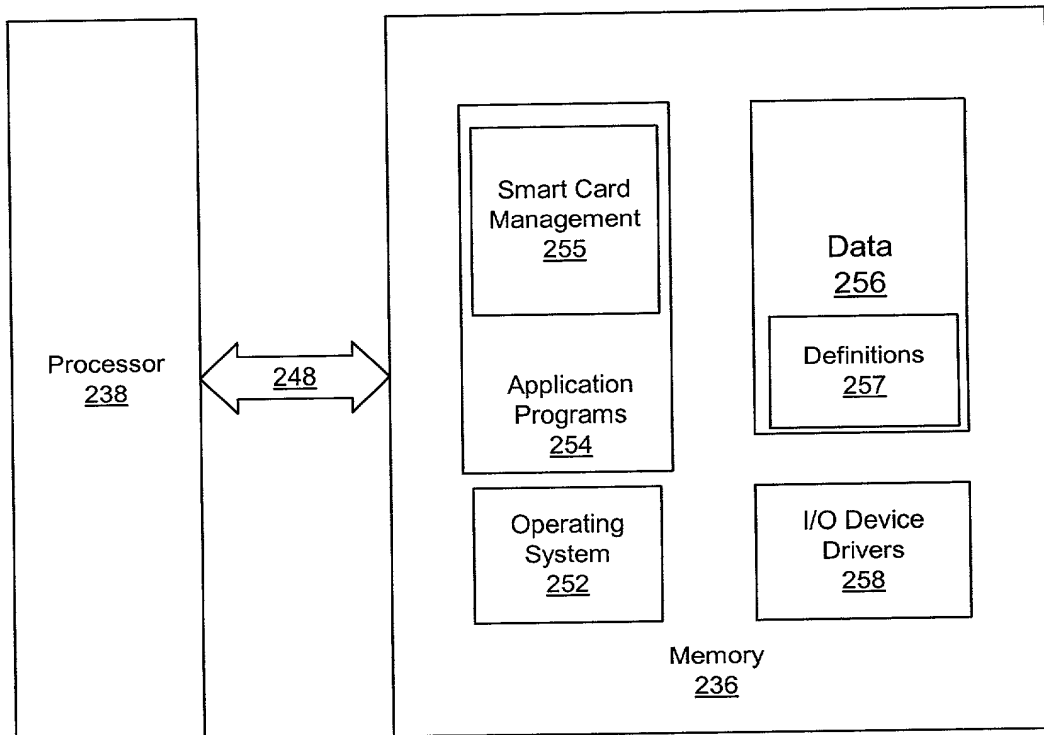 Processor
238
248
Smart Card
Management
255
Application
Programs
254
Operating
System
252
Data
256
Definitions
257
I/O Device
Drivers
258
Memory
236